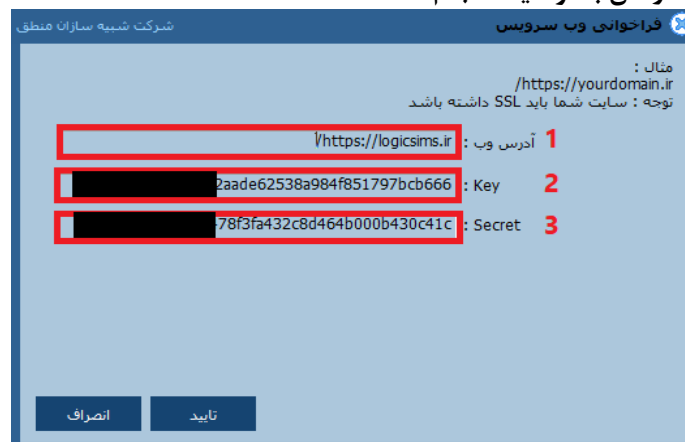 فراخوانی وب سرویس
شرکت شبیه سازان منطق
مثال :
https://yourdomain.ir/
توجه : سایت شما باید SSL داشته باشد
1 آدرس وب : https://logicsims.ir/
2 Key : 2aade62538a984f851797bcb666
3 Secret : 78f3fa432c8d464b000b430c41c
تایید
انصراف